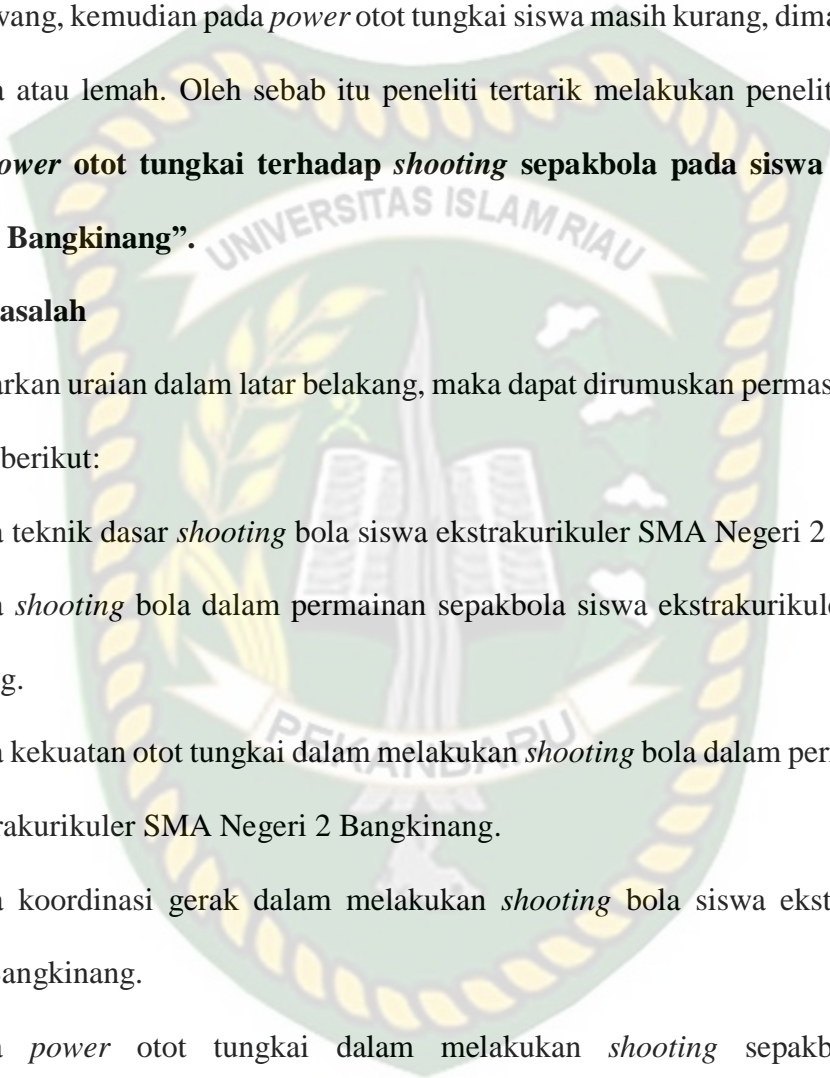 wang, kemudian pada power otot tungkai siswa masih kurang, dima
a atau lemah. Oleh sebab itu peneliti tertarik melakukan penelit
ower otot tungkai terhadap shooting sepakbola pada siswa
Bangkinang”.
UNIVERSITAS ISLAM RIAU
asalah
arkan uraian dalam latar belakang, maka dapat dirumuskan permas
berikut:
a teknik dasar shooting bola siswa ekstrakurikuler SMA Negeri 2
a shooting bola dalam permainan sepakbola siswa ekstrakurikule
g.
PEKANBARU
a kekuatan otot tungkai dalam melakukan shooting bola dalam per
rakurikuler SMA Negeri 2 Bangkinang.
a koordinasi gerak dalam melakukan shooting bola siswa ekst
Bangkinang.
a power otot tungkai dalam melakukan shooting sepakb